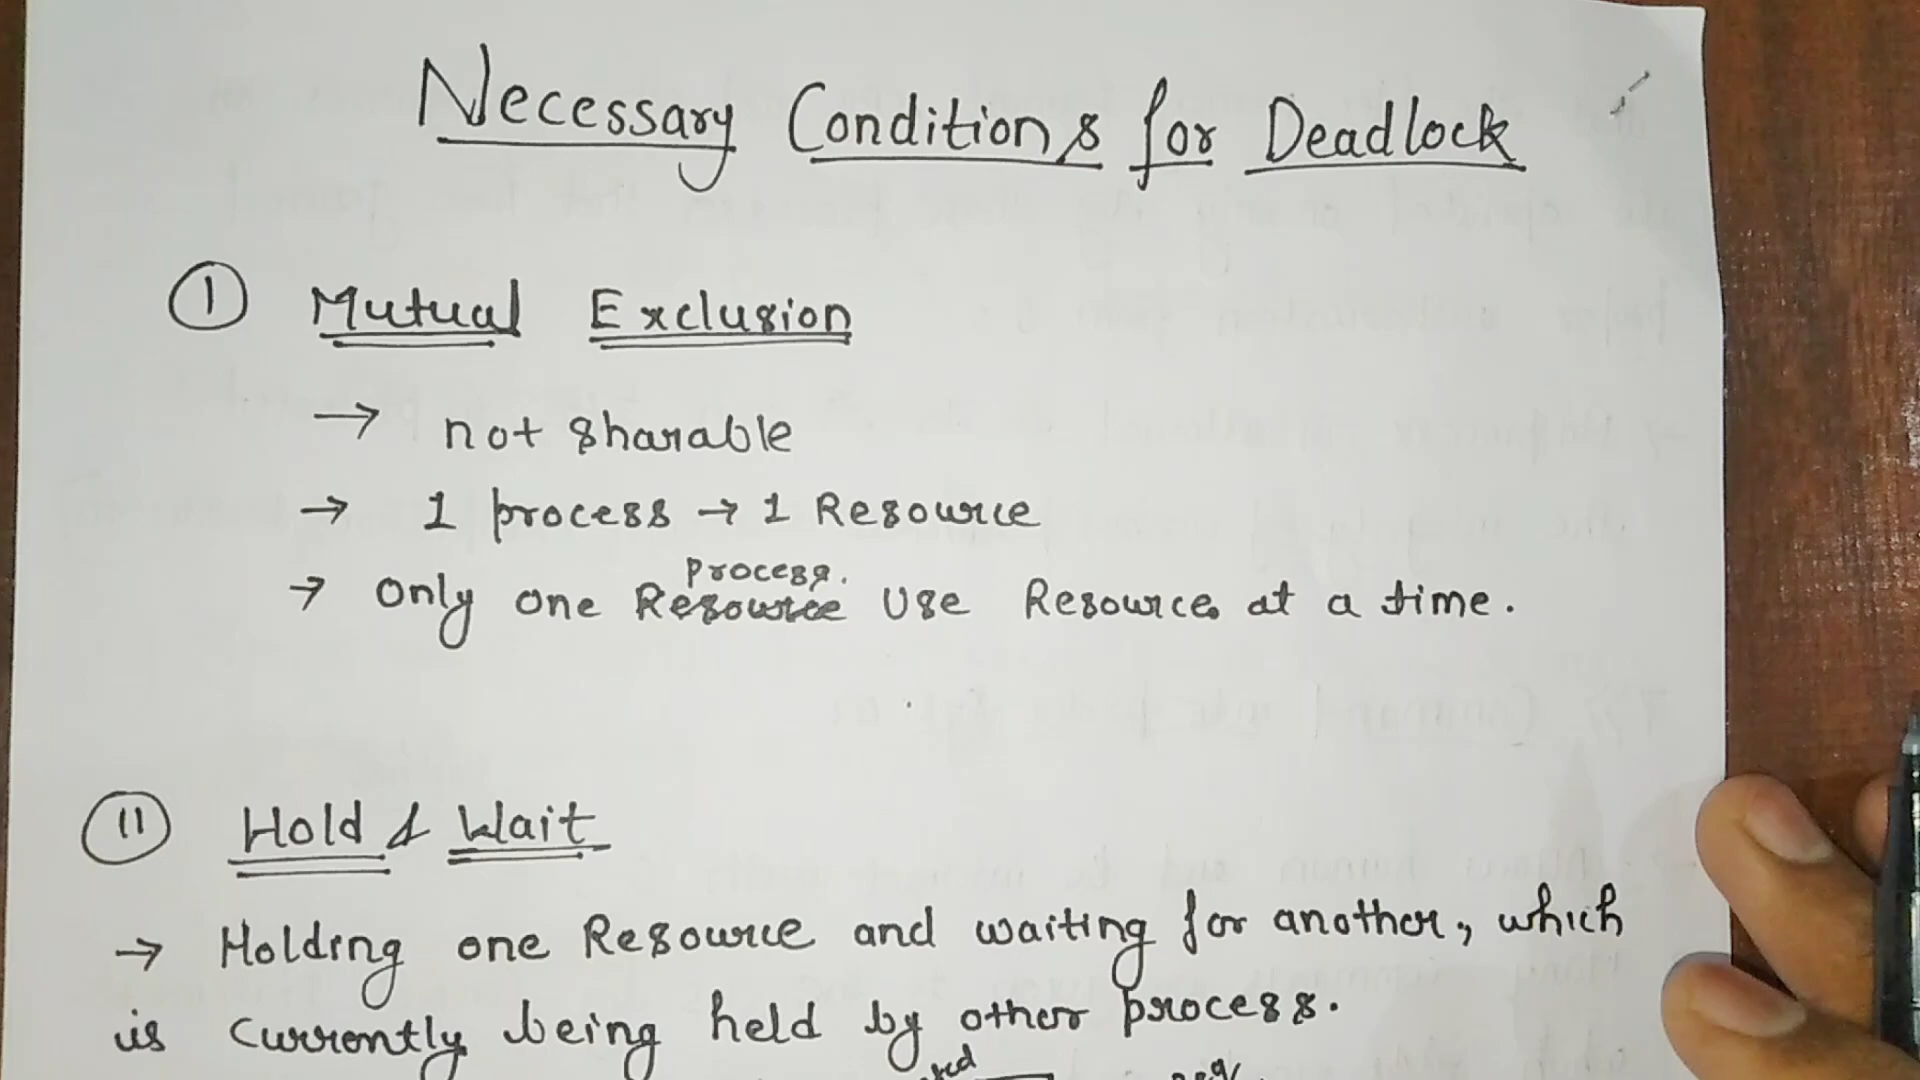 Necessary Conditions for Deadlock
I Mutual Exclusion
→ not sharable
→ 1 process → 1 Resource
process.
→ Only one Resource Use Resource at a time.
II Hold & Wait
→ Holding one Resource and waiting for another, which
is currently being held by other process.